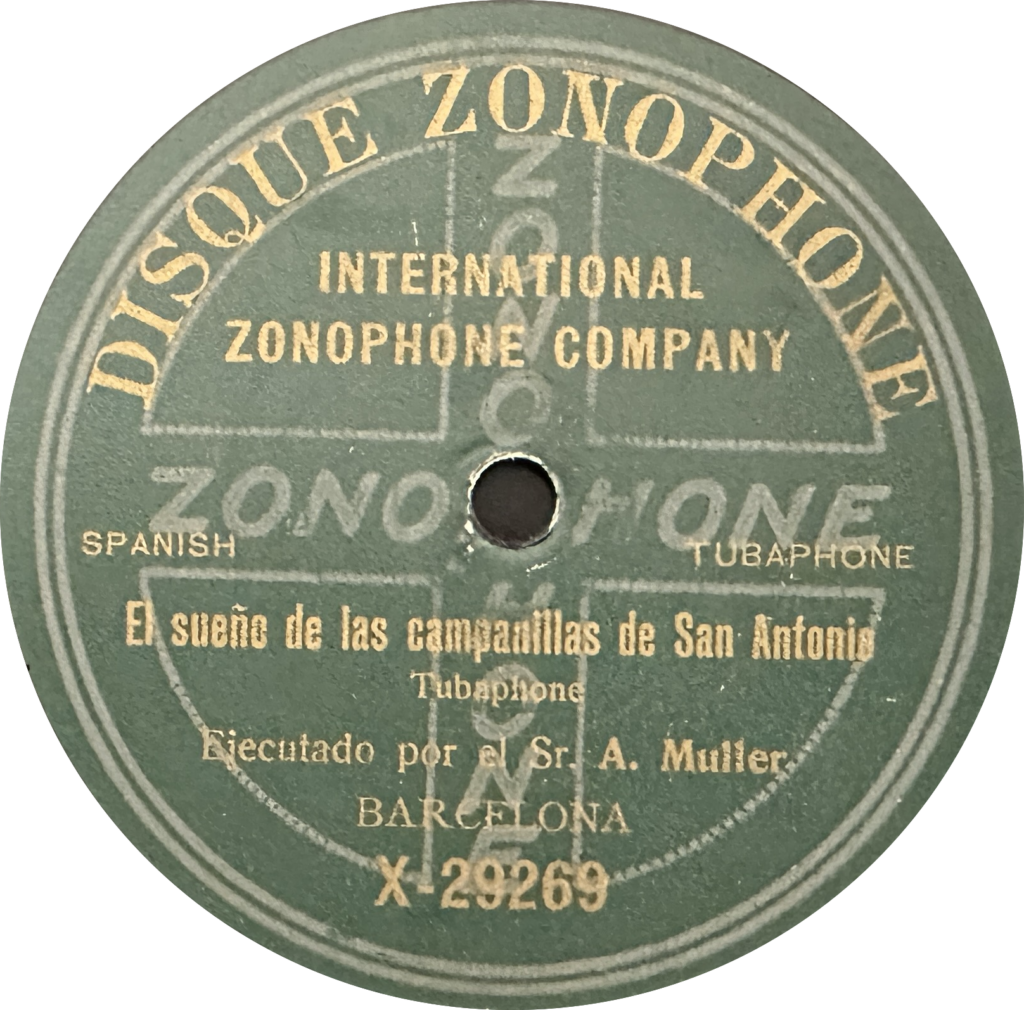 DISQUE ZONOPHONE
INTERNATIONAL
ZONOPHONE COMPANY
ZONOPHONE
ZONOPHONE
SPANISH
TUBAPHONE
El sueño de las campanillas de San Antonio
Tubaphone
Ejecutado por el Sr. A. Muller.
BARCELONA
X-29269